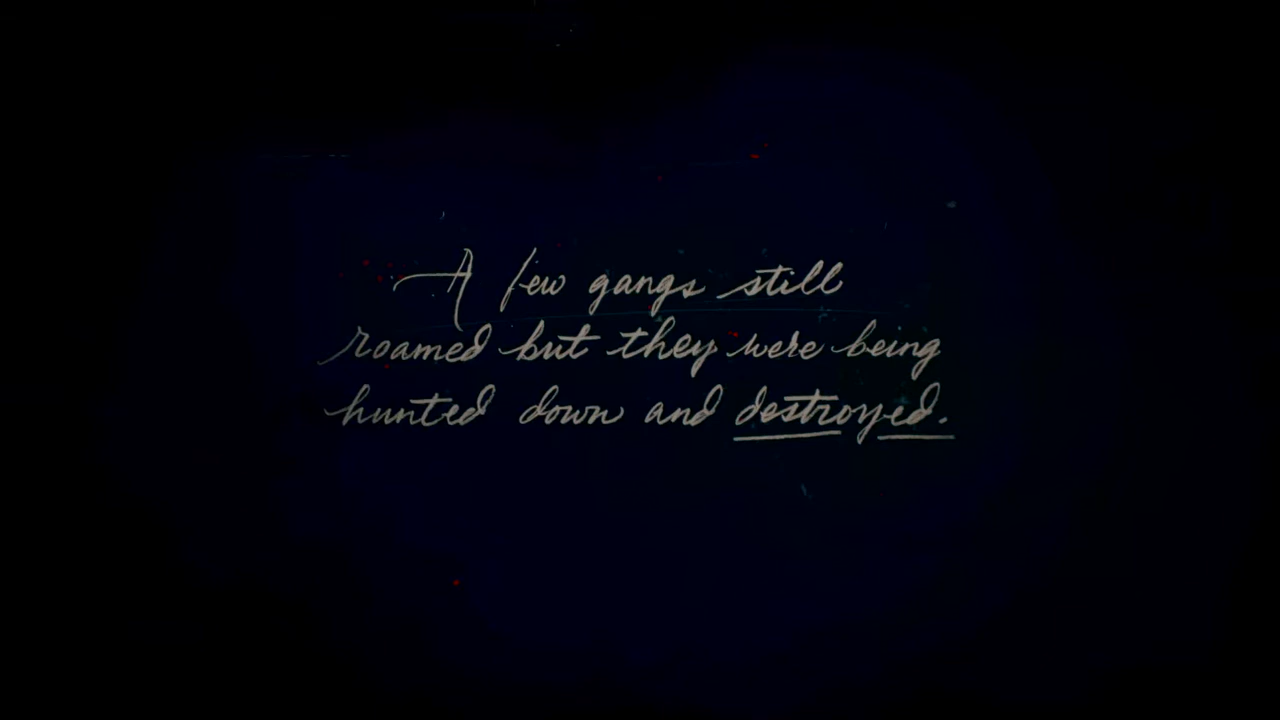 A few gangs still
roamed but they were being
hunted down and destroyed.